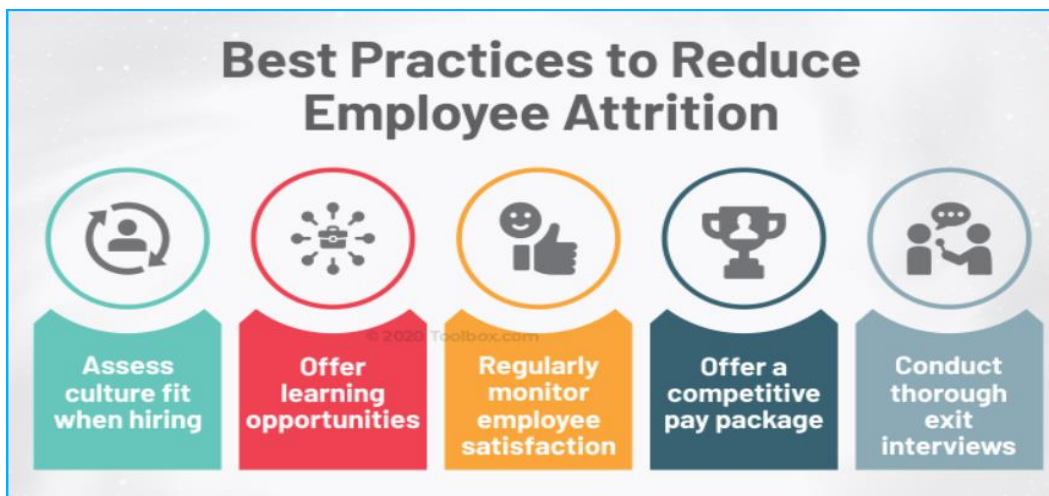 Best Practices to Reduce
Employee Attrition
© 2020 Toolbox.com
Assess
culture fit
when hiring
Offer
learning
opportunities
Regularly
monitor
employee
satisfaction
Offer a
competitive
pay package
Conduct
thorough
exit
interviews